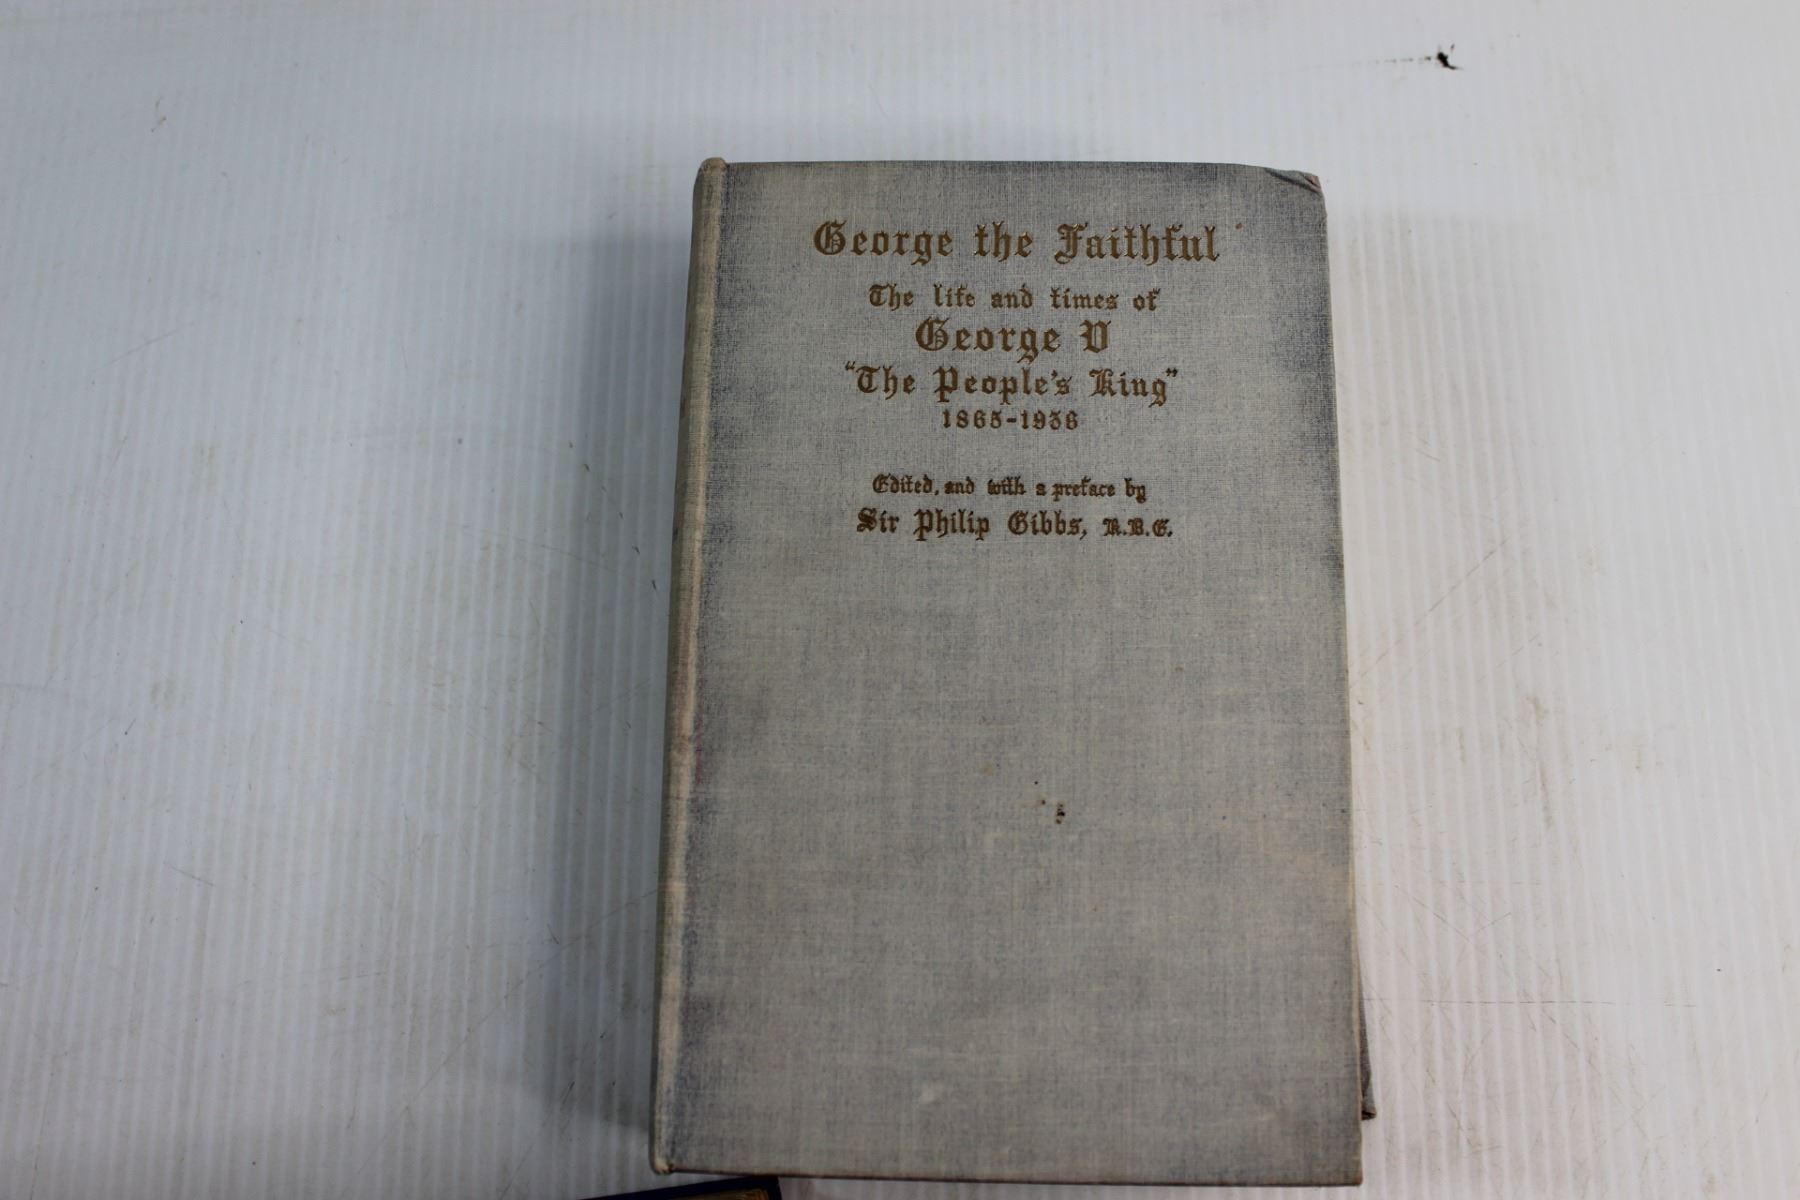 George the Faithful
The life and times of
George V
"The People's King"
1865-1936
Edited, and with a preface by
Sir Philip Gibbs, K.B.E.